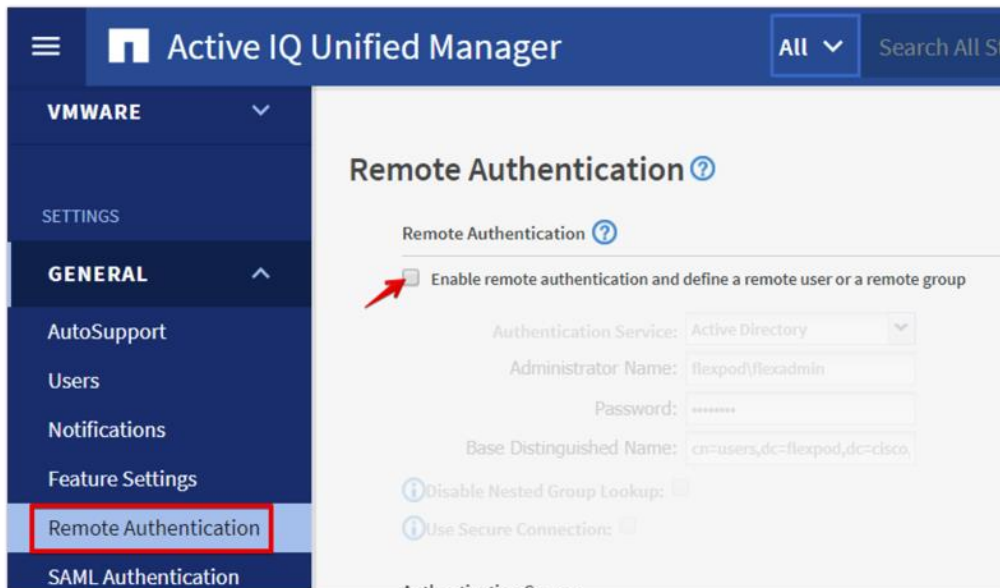 Active IQ Unified Manager
All
Search All S
VMWARE
SETTINGS
GENERAL
AutoSupport
Users
Notifications
Feature Settings
Remote Authentication
SAML Authentication
Remote Authentication
Remote Authentication
Enable remote authentication and define a remote user or a remote group
Authentication Service: Active Directory
Administrator Name: flexpod\flexadmin
Password: ••••••••
Base Distinguished Name: cn=users,dc=flexpod,dc=cisco,
Disable Nested Group Lookup:
Use Secure Connection: